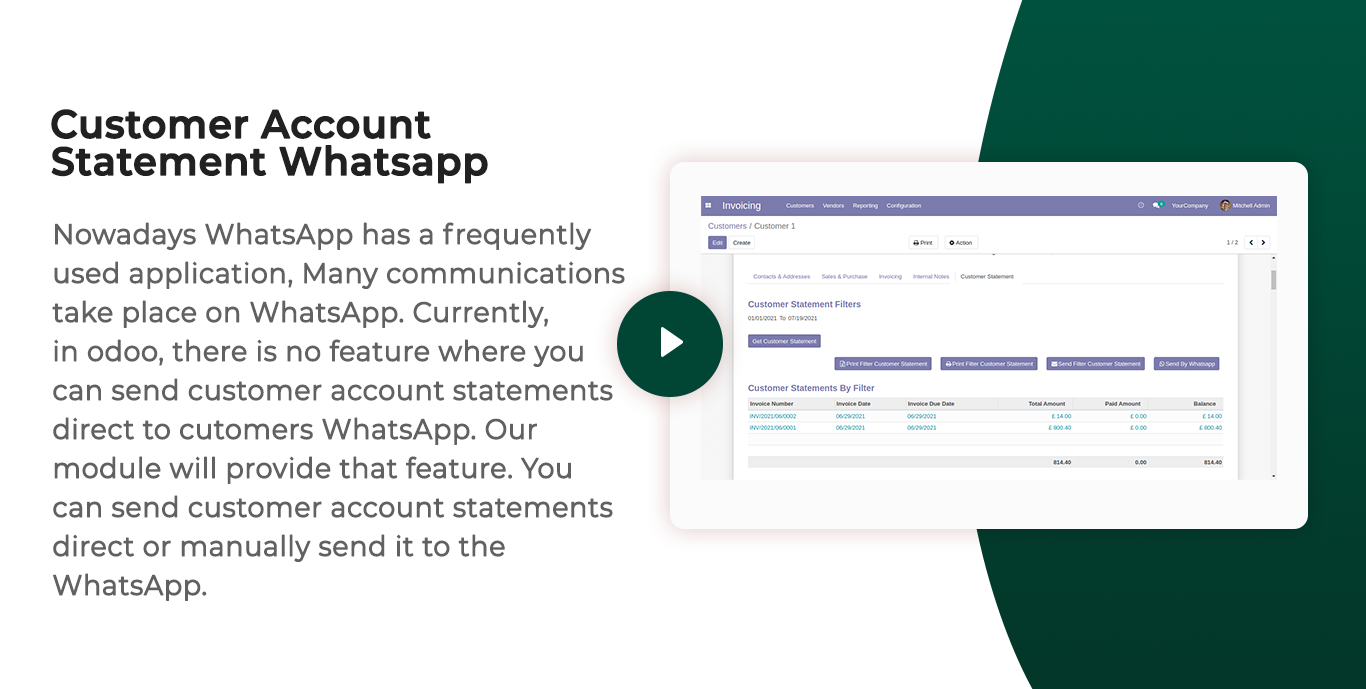 Customer Account
Statement Whatsapp
Nowadays WhatsApp has a frequently
used application, Many communications
take place on WhatsApp. Currently,
in odoo, there is no feature where you
can send customer account statements
direct to cutomers WhatsApp. Our
module will provide that feature. You
can send customer account statements
direct or manually send it to the
WhatsApp.
Invoicing Customers Vendors Reporting Configuration YourCompany Mitchell Admin
Customers / Customer 1
Edit Create Print Action 1 / 2
Contacts & Addresses Sales & Purchase Invoicing Internal Notes Customer Statement
Customer Statement Filters
01/01/2021 To 07/19/2021
Get Customer Statement
Print Filter Customer Statement Print Filter Customer Statement Send Filter Customer Statement Send By Whatsapp
Customer Statements By Filter
Invoice Number Invoice Date Invoice Due Date Total Amount Paid Amount Balance
INV/2021/06/0002 06/29/2021 06/29/2021 £ 14.00 £ 0.00 £ 14.00
INV/2021/06/0001 06/29/2021 06/29/2021 £ 800.40 £ 0.00 £ 800.40
814.40 0.00 814.40